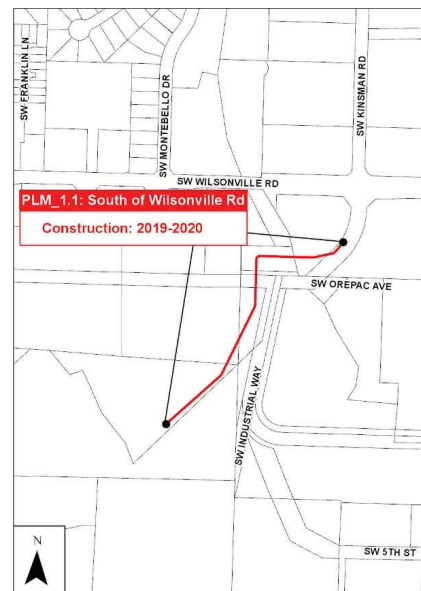 SW FRANKLIN LN
SW MONTEBELLO DR
SW KINSMAN RD
SW WILSONVILLE RD
PLM_1.1: South of Wilsonville Rd
Construction: 2019-2020
SW OREPAC AVE
SW INDUSTRIAL WAY
SW 5TH ST
N